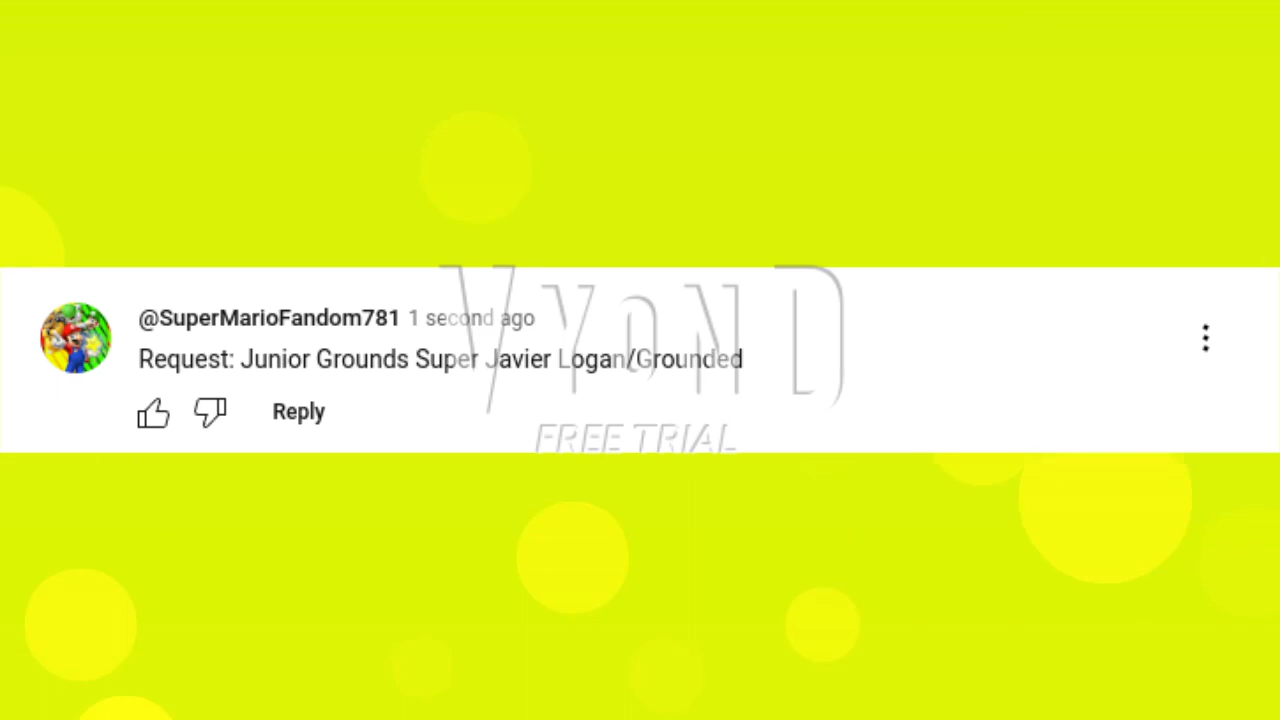 @SuperMarioFandom781 1 second ago
Request: Junior Grounds Super Javier Logan/Grounded
Reply
VYOND
FREE TRIAL